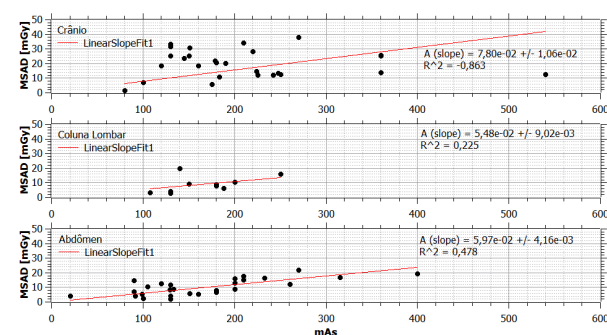 MSAD [mGy]
50
40
30
20
10
0
Crânio
LinearSlopeFit1
A (slope) = 7,80e-02 +/- 1,06e-02
R^2 = -0,863
0 100 200 300 400 500 600
MSAD [mGy]
50
40
30
20
10
0
Coluna Lombar
LinearSlopeFit1
A (slope) = 5,48e-02 +/- 9,02e-03
R^2 = 0,225
0 100 200 300 400 500 600
MSAD [mGy]
50
40
30
20
10
0
Abdômen
LinearSlopeFit1
A (slope) = 5,97e-02 +/- 4,16e-03
R^2 = 0,478
0 100 200 300 400 500 600
mAs